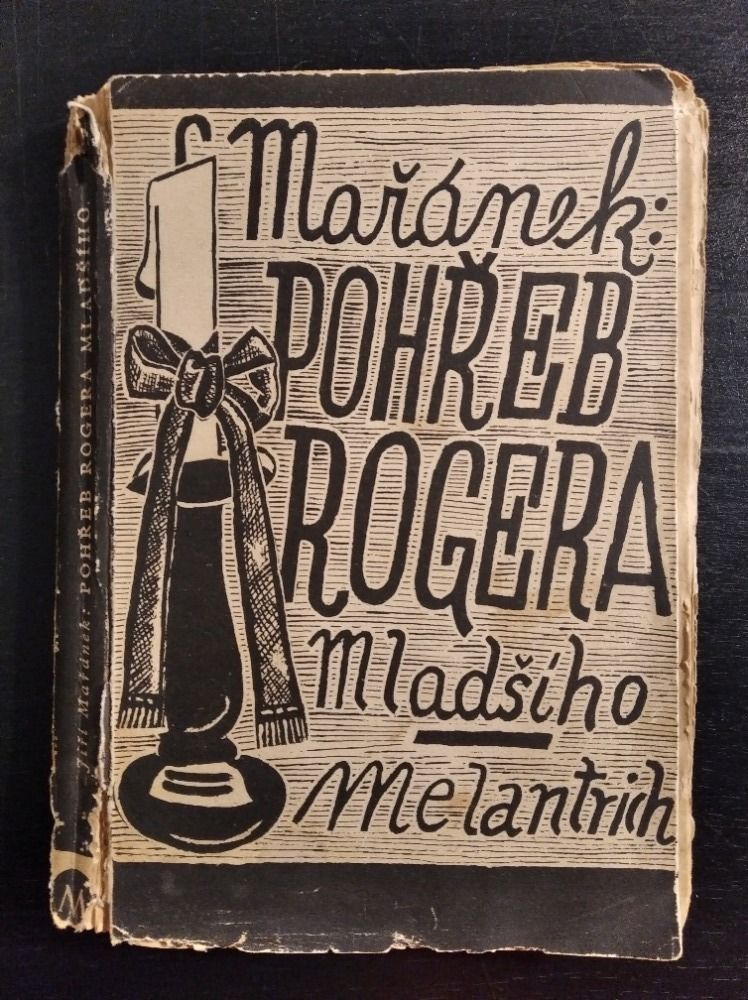 Mařánek:
POHŘEB
ROGERA
Mladšího
Melantrich
Jiří Mařánek: POHŘEB ROGERA MLADŠÍHO
M